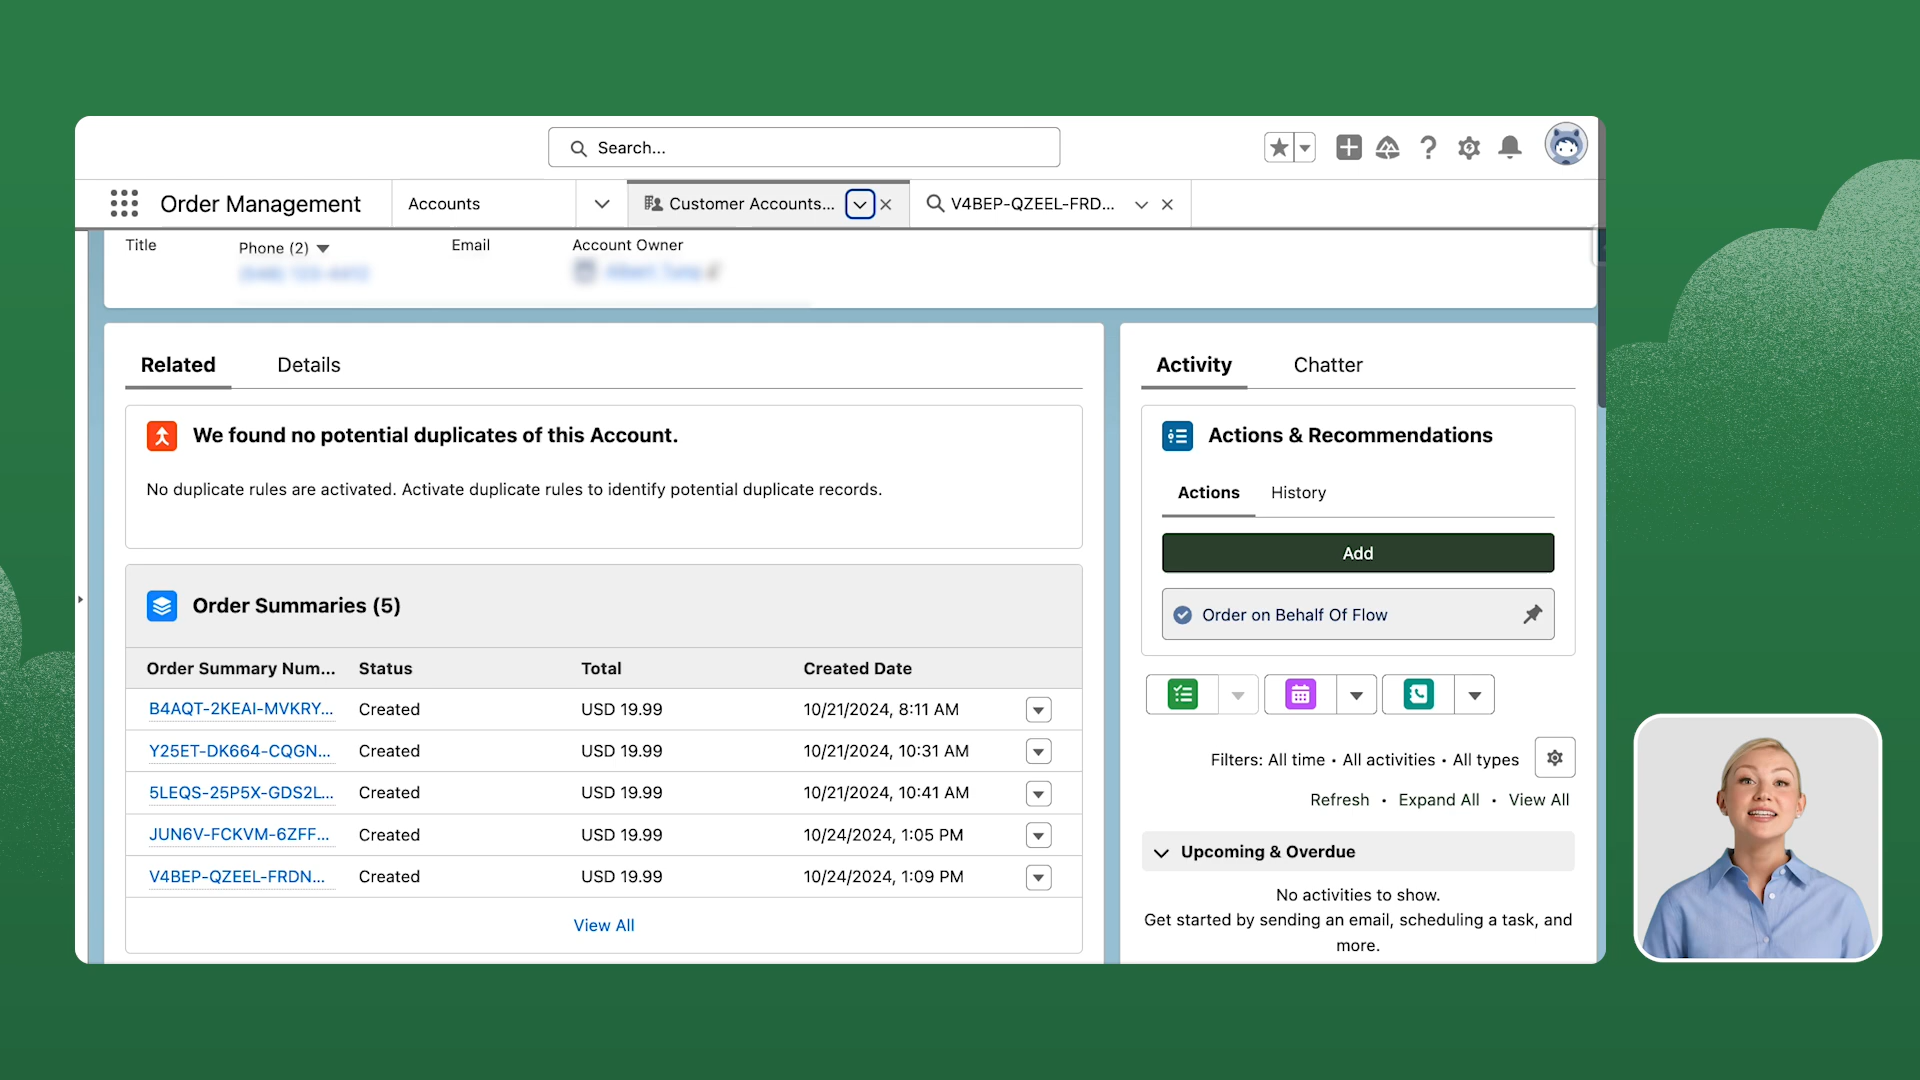 Search...
Order Management
Accounts
Customer Accounts...
V4BEP-QZEEL-FRD...
Title
Phone (2)
Email
Account Owner
Related
Details
We found no potential duplicates of this Account.
No duplicate rules are activated. Activate duplicate rules to identify potential duplicate records.
Order Summaries (5)
Order Summary Num... Status Total Created Date
B4AQT-2KEAI-MVKRY... Created USD 19.99 10/21/2024, 8:11 AM
Y25ET-DK664-CQGN... Created USD 19.99 10/21/2024, 10:31 AM
5LEQS-25P5X-GDS2L... Created USD 19.99 10/21/2024, 10:41 AM
JUN6V-FCKVM-6ZFF... Created USD 19.99 10/24/2024, 1:05 PM
V4BEP-QZEEL-FRDN... Created USD 19.99 10/24/2024, 1:09 PM
View All
Activity
Chatter
Actions & Recommendations
Actions
History
Add
Order on Behalf Of Flow
Filters: All time • All activities • All types
Refresh • Expand All • View All
Upcoming & Overdue
No activities to show.
Get started by sending an email, scheduling a task, and
more.